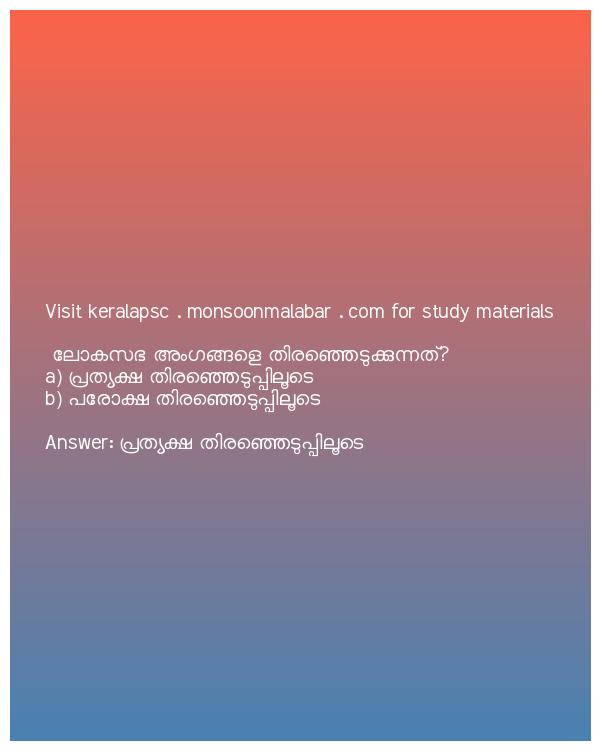 Visit keralapsc . monsoonmalabar . com for study materials
ലോകസഭ അംഗങ്ങളെ തിരഞ്ഞെടുക്കുന്നത്?
a) പ്രത്യക്ഷ തിരഞ്ഞെടുപ്പിലൂടെ
b) പരോക്ഷ തിരഞ്ഞെടുപ്പിലൂടെ
Answer: പ്രത്യക്ഷ തിരഞ്ഞെടുപ്പിലൂടെ